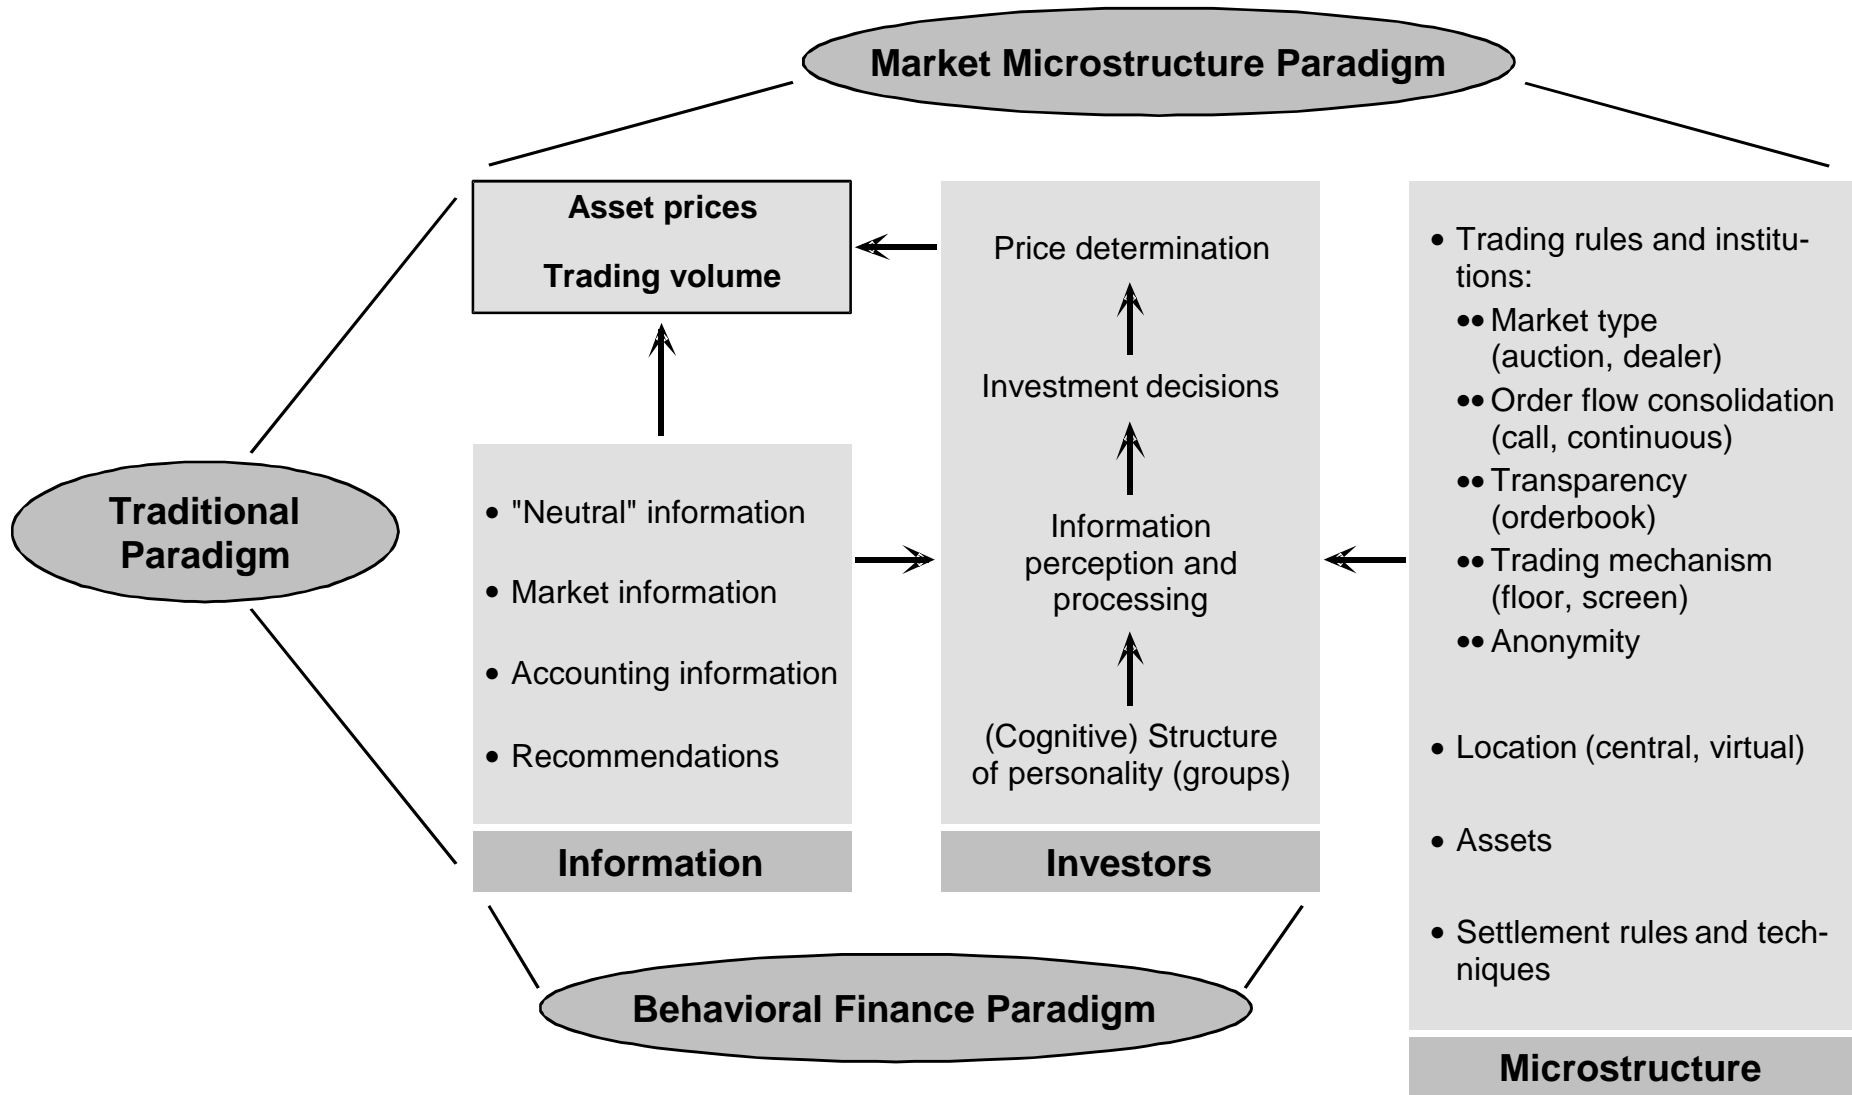 Market Microstructure Paradigm
Asset prices
Trading volume
Traditional
Paradigm
• "Neutral" information
• Market information
• Accounting information
• Recommendations
Information
Price determination
Investment decisions
Information
perception and
processing
(Cognitive) Structure
of personality (groups)
Investors
• Trading rules and institu-
tions:
•• Market type
(auction, dealer)
•• Order flow consolidation
(call, continuous)
•• Transparency
(orderbook)
•• Trading mechanism
(floor, screen)
•• Anonymity
• Location (central, virtual)
• Assets
• Settlement rules and tech-
niques
Microstructure
Behavioral Finance Paradigm